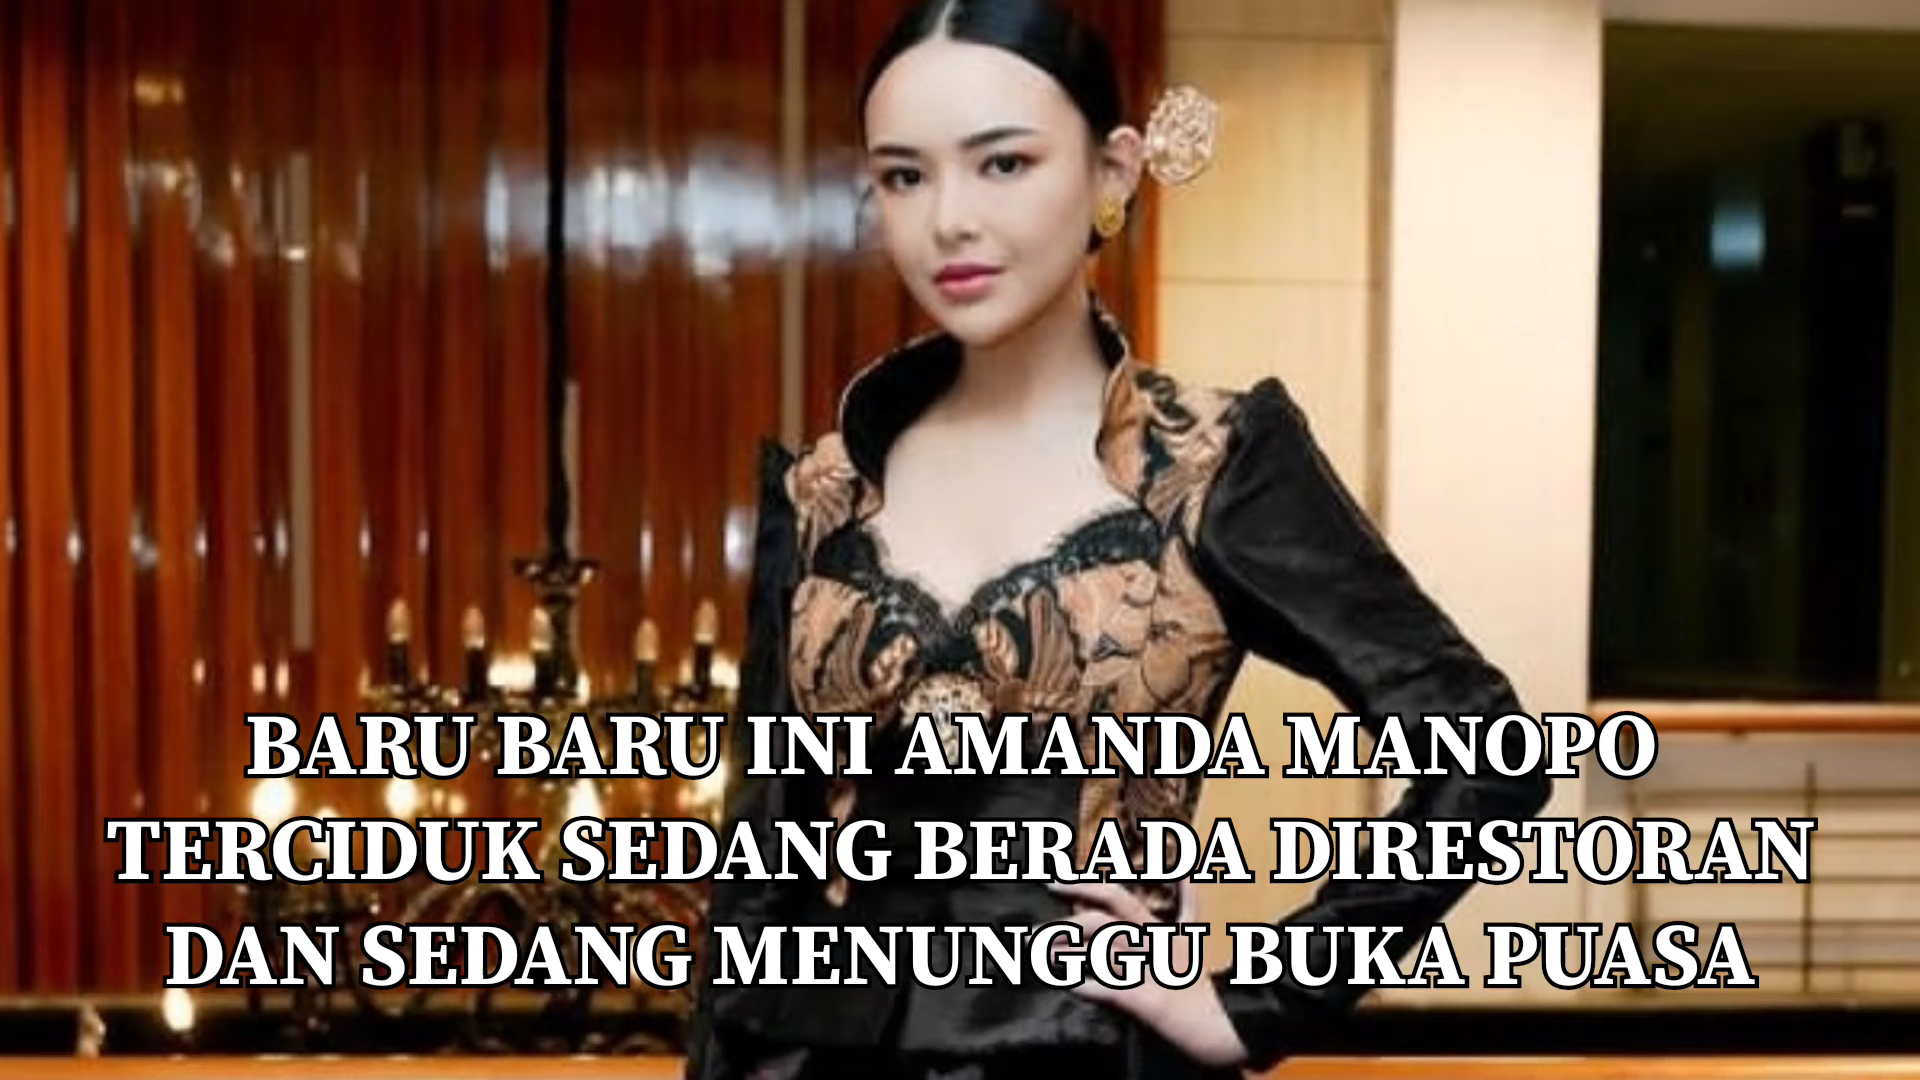 BARU BARU INI AMANDA MANOPO
TERCIDUK SEDANG BERADA DIRESTORAN
DAN SEDANG MENUNGGU BUKA PUASA